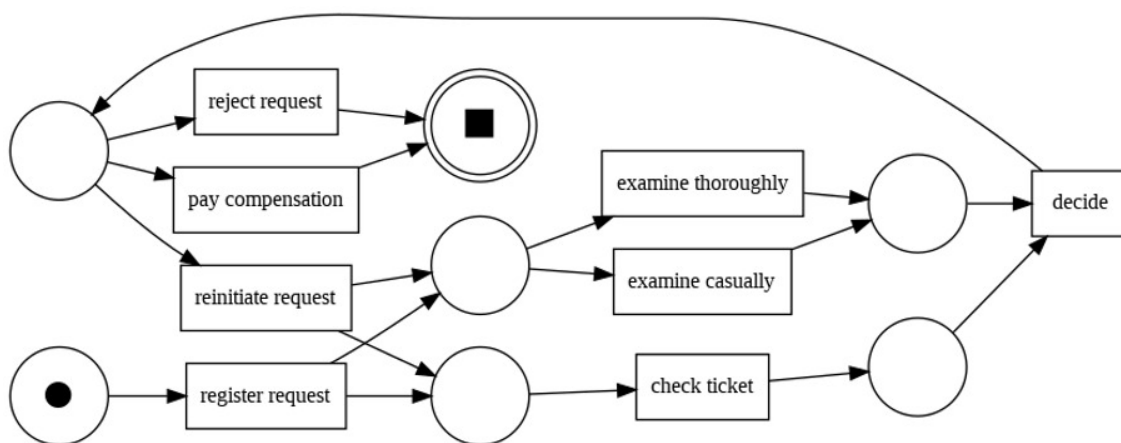 reject request
pay compensation
examine thoroughly
decide
examine casually
reinitiate request
check ticket
register request